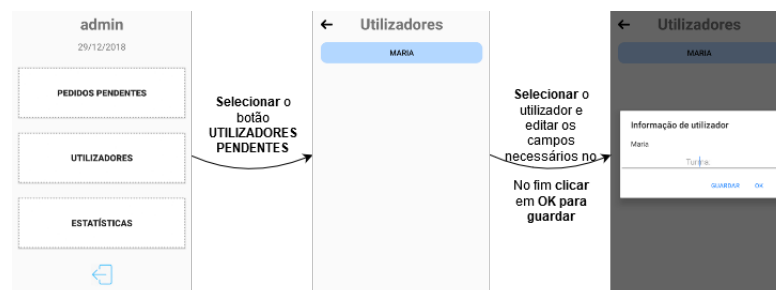 admin
29/12/2018
PEDIDOS PENDENTES
UTILIZADORES
ESTATÍSTICAS
Selecionar o
botão
UTILIZADORES
PENDENTES
Utilizadores
MARIA
Selecionar o
utilizador e
editar os
campos
necessários no
No fim clicar
em OK para
guardar
Utilizadores
MARIA
Informação de utilizador
Maria
GUARDAR OK